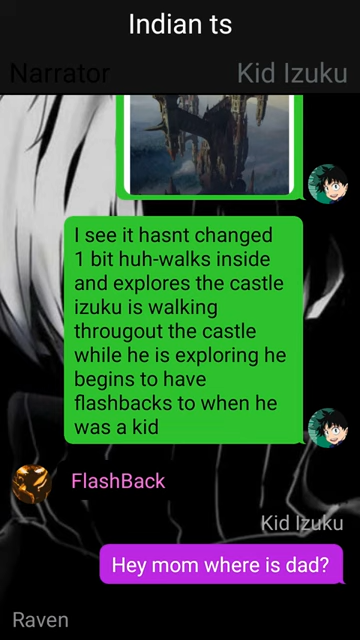 Indian ts
Narrator
Kid Izuku
I see it hasnt changed
1 bit huh-walks inside
and explores the castle
izuku is walking
througout the castle
while he is exploring he
begins to have
flashbacks to when he
was a kid
FlashBack
Kid Izuku
Hey mom where is dad?
Raven